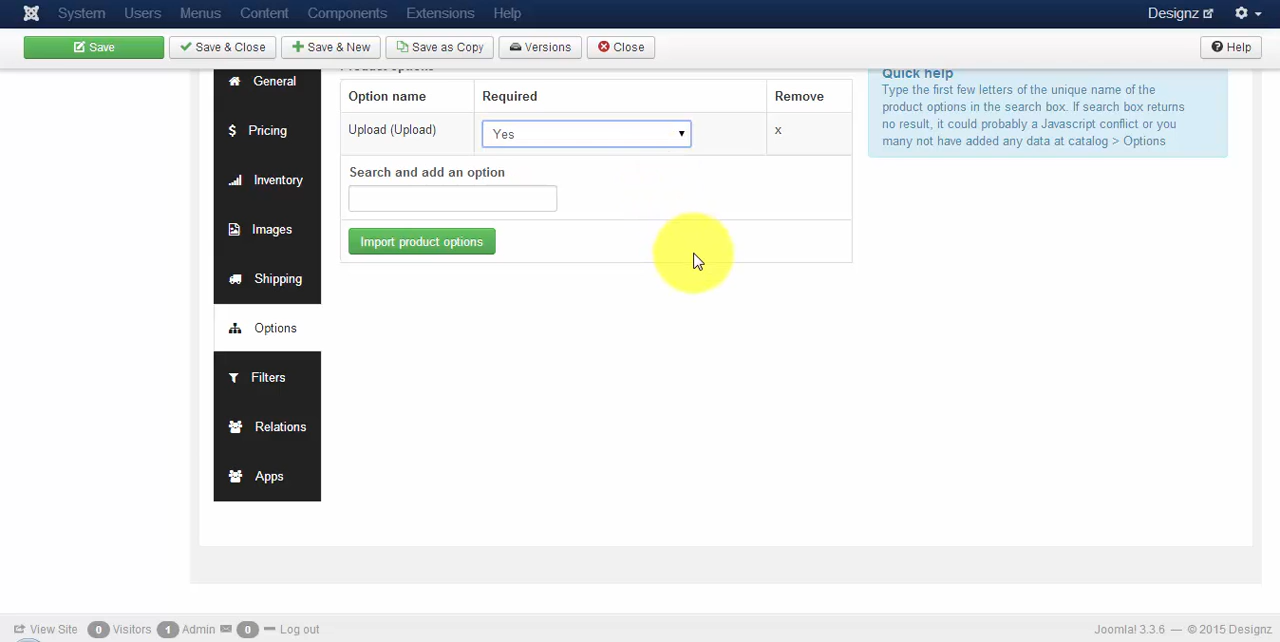 System Users Menus Content Components Extensions Help Designz
Save Save & Close Save & New Save as Copy Versions Close Help
Product options
General
Pricing
Inventory
Images
Shipping
Options
Filters
Relations
Apps
Option name Required Remove
Upload (Upload) Yes x
Search and add an option
Import product options
Quick help
Type the first few letters of the unique name of the
product options in the search box. If search box returns
no result, it could probably a Javascript conflict or you
many not have added any data at catalog > Options
View Site 0 Visitors 1 Admin 0 Log out Joomla! 3.3.6 — © 2015 Designz